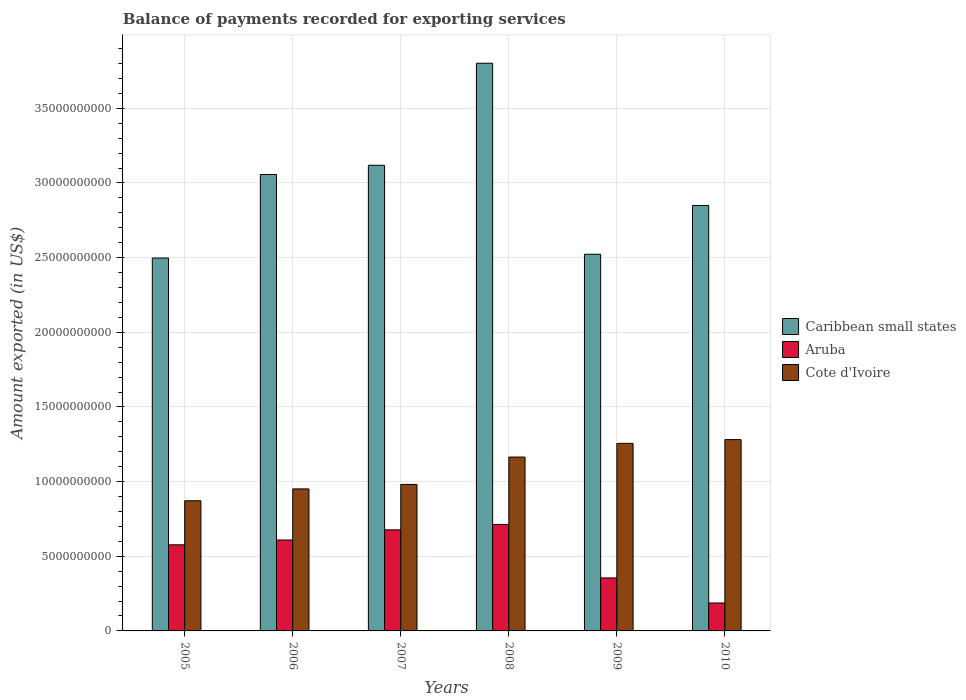 Balance of payments recorded for exporting services
Amount exported (in US$)
35000000000
30000000000
25000000000
20000000000
15000000000
10000000000
5000000000
0
2005
2006
2007
2008
2009
2010
Years
Caribbean small states
Aruba
Cote d'Ivoire